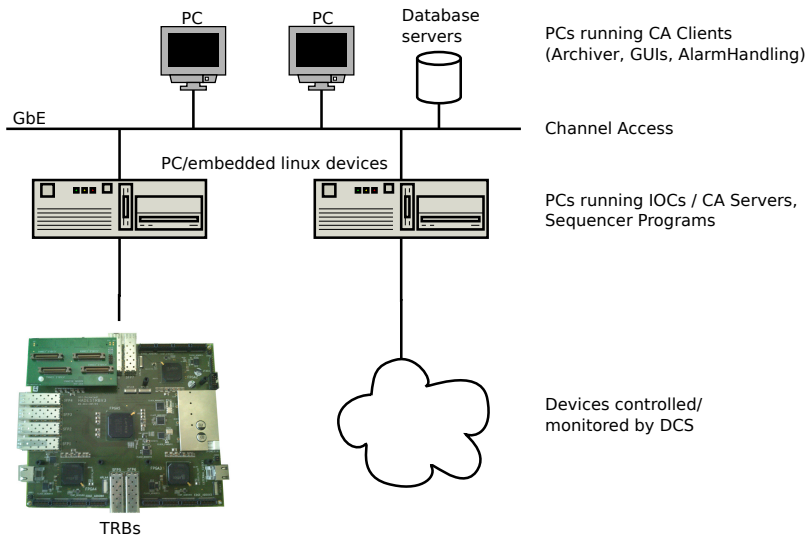 PC
PC
Database
servers
PCs running CA Clients
(Archiver, GUIs, AlarmHandling)
GbE
Channel Access
PC/embedded linux devices
PCs running IOCs / CA Servers,
Sequencer Programs
Devices controlled/
monitored by DCS
TRBs